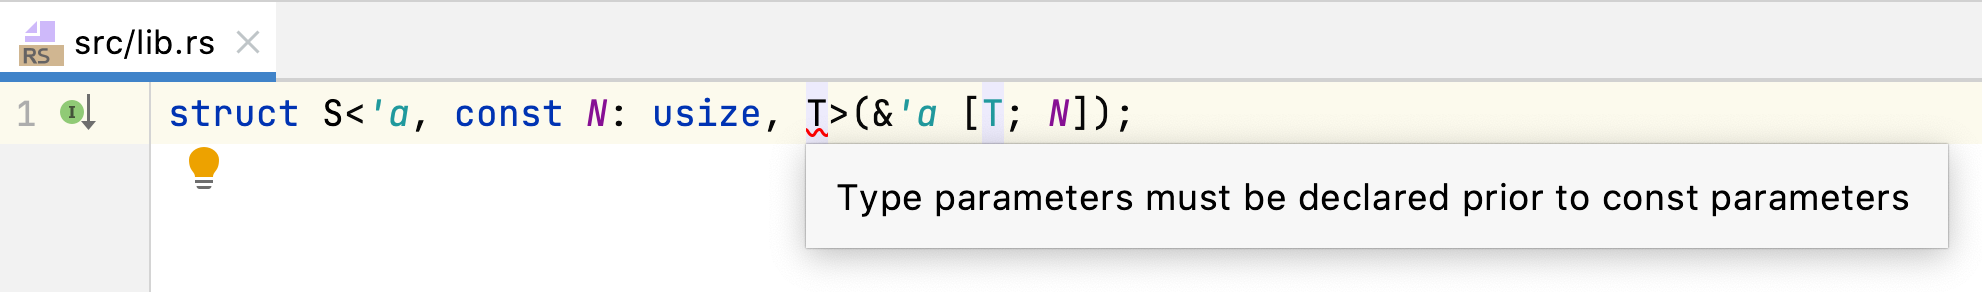 RS src/lib.rs
1 I struct S<'a, const N: usize, T>(&'a [T; N]);
Type parameters must be declared prior to const parameters